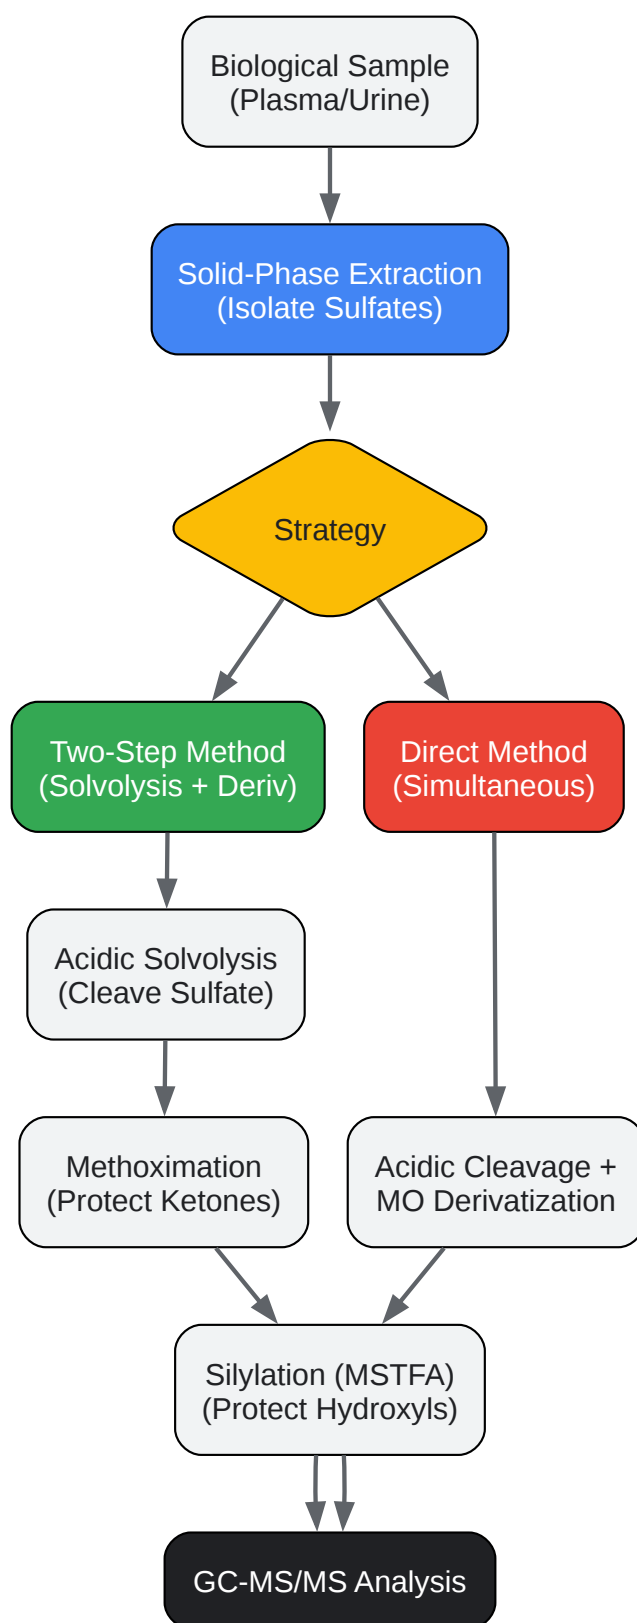 Biological Sample
(Plasma/Urine)
Solid-Phase Extraction
(Isolate Sulfates)
Strategy
Two-Step Method
(Solvolysis + Deriv)
Direct Method
(Simultaneous)
Acidic Solvolysis
(Cleave Sulfate)
Methoximation
(Protect Ketones)
Acidic Cleavage +
MO Derivatization
Silylation (MSTFA)
(Protect Hydroxyls)
GC-MS/MS Analysis